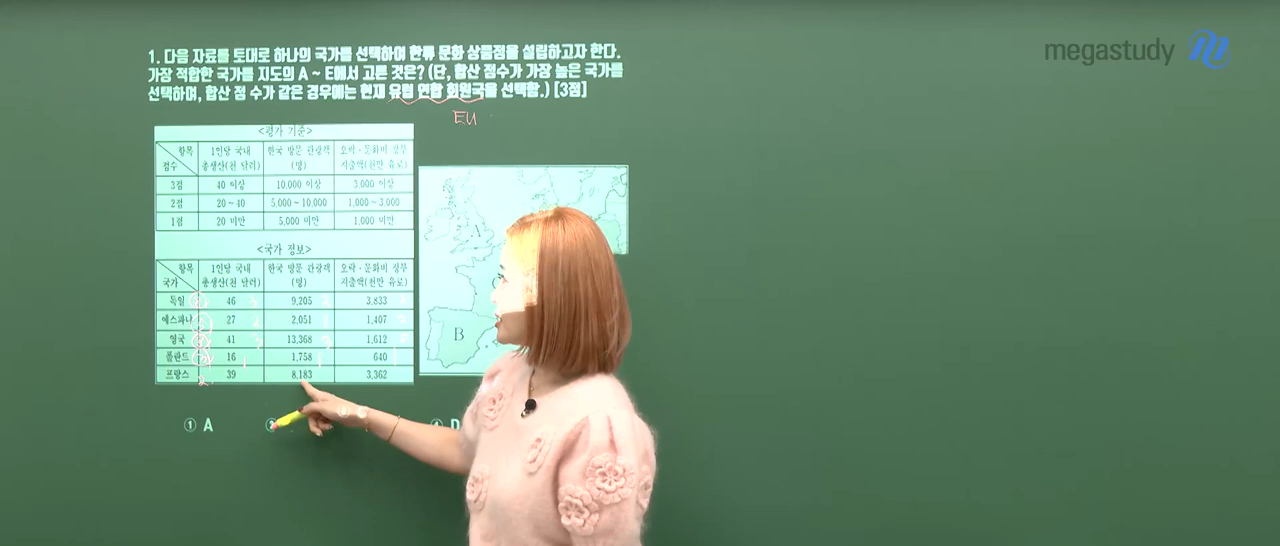 megastudy
1. 다음 자료를 토대로 하나의 국가를 선택하여 한류 문화 상품점을 설립하고자 한다.
가장 적합한 국가를 지도의 A ~ E에서 고른 것은? (단, 합산 점수가 가장 높은 국가를
선택하며, 합산 점 수가 같은 경우에는 현재 유럽 연합 회원국을 선택함.) [3점]
EU
<평가 기준>
항목 점수 1인당 국내 총생산(천 달러) 한국 방문 관광객 (명) 오락·문화비 정부 지출액(천만 유로)
3점 40 이상 10,000 이상 3,000 이상
2점 20~40 5,000~10,000 1,000~3,000
1점 20 미만 5,000 미만 1,000 미만
<국가 정보>
항목 국가 1인당 국내 총생산(천 달러) 한국 방문 관광객 (명) 오락·문화비 정부 지출액(천만 유로)
독일 46 9,205 3,833
에스파냐 27 2,051 1,407
영국 41 13,368 1,612
폴란드 16 1,758 640
프랑스 2 39 8,183 3,362
A
B
① A
②
④ D